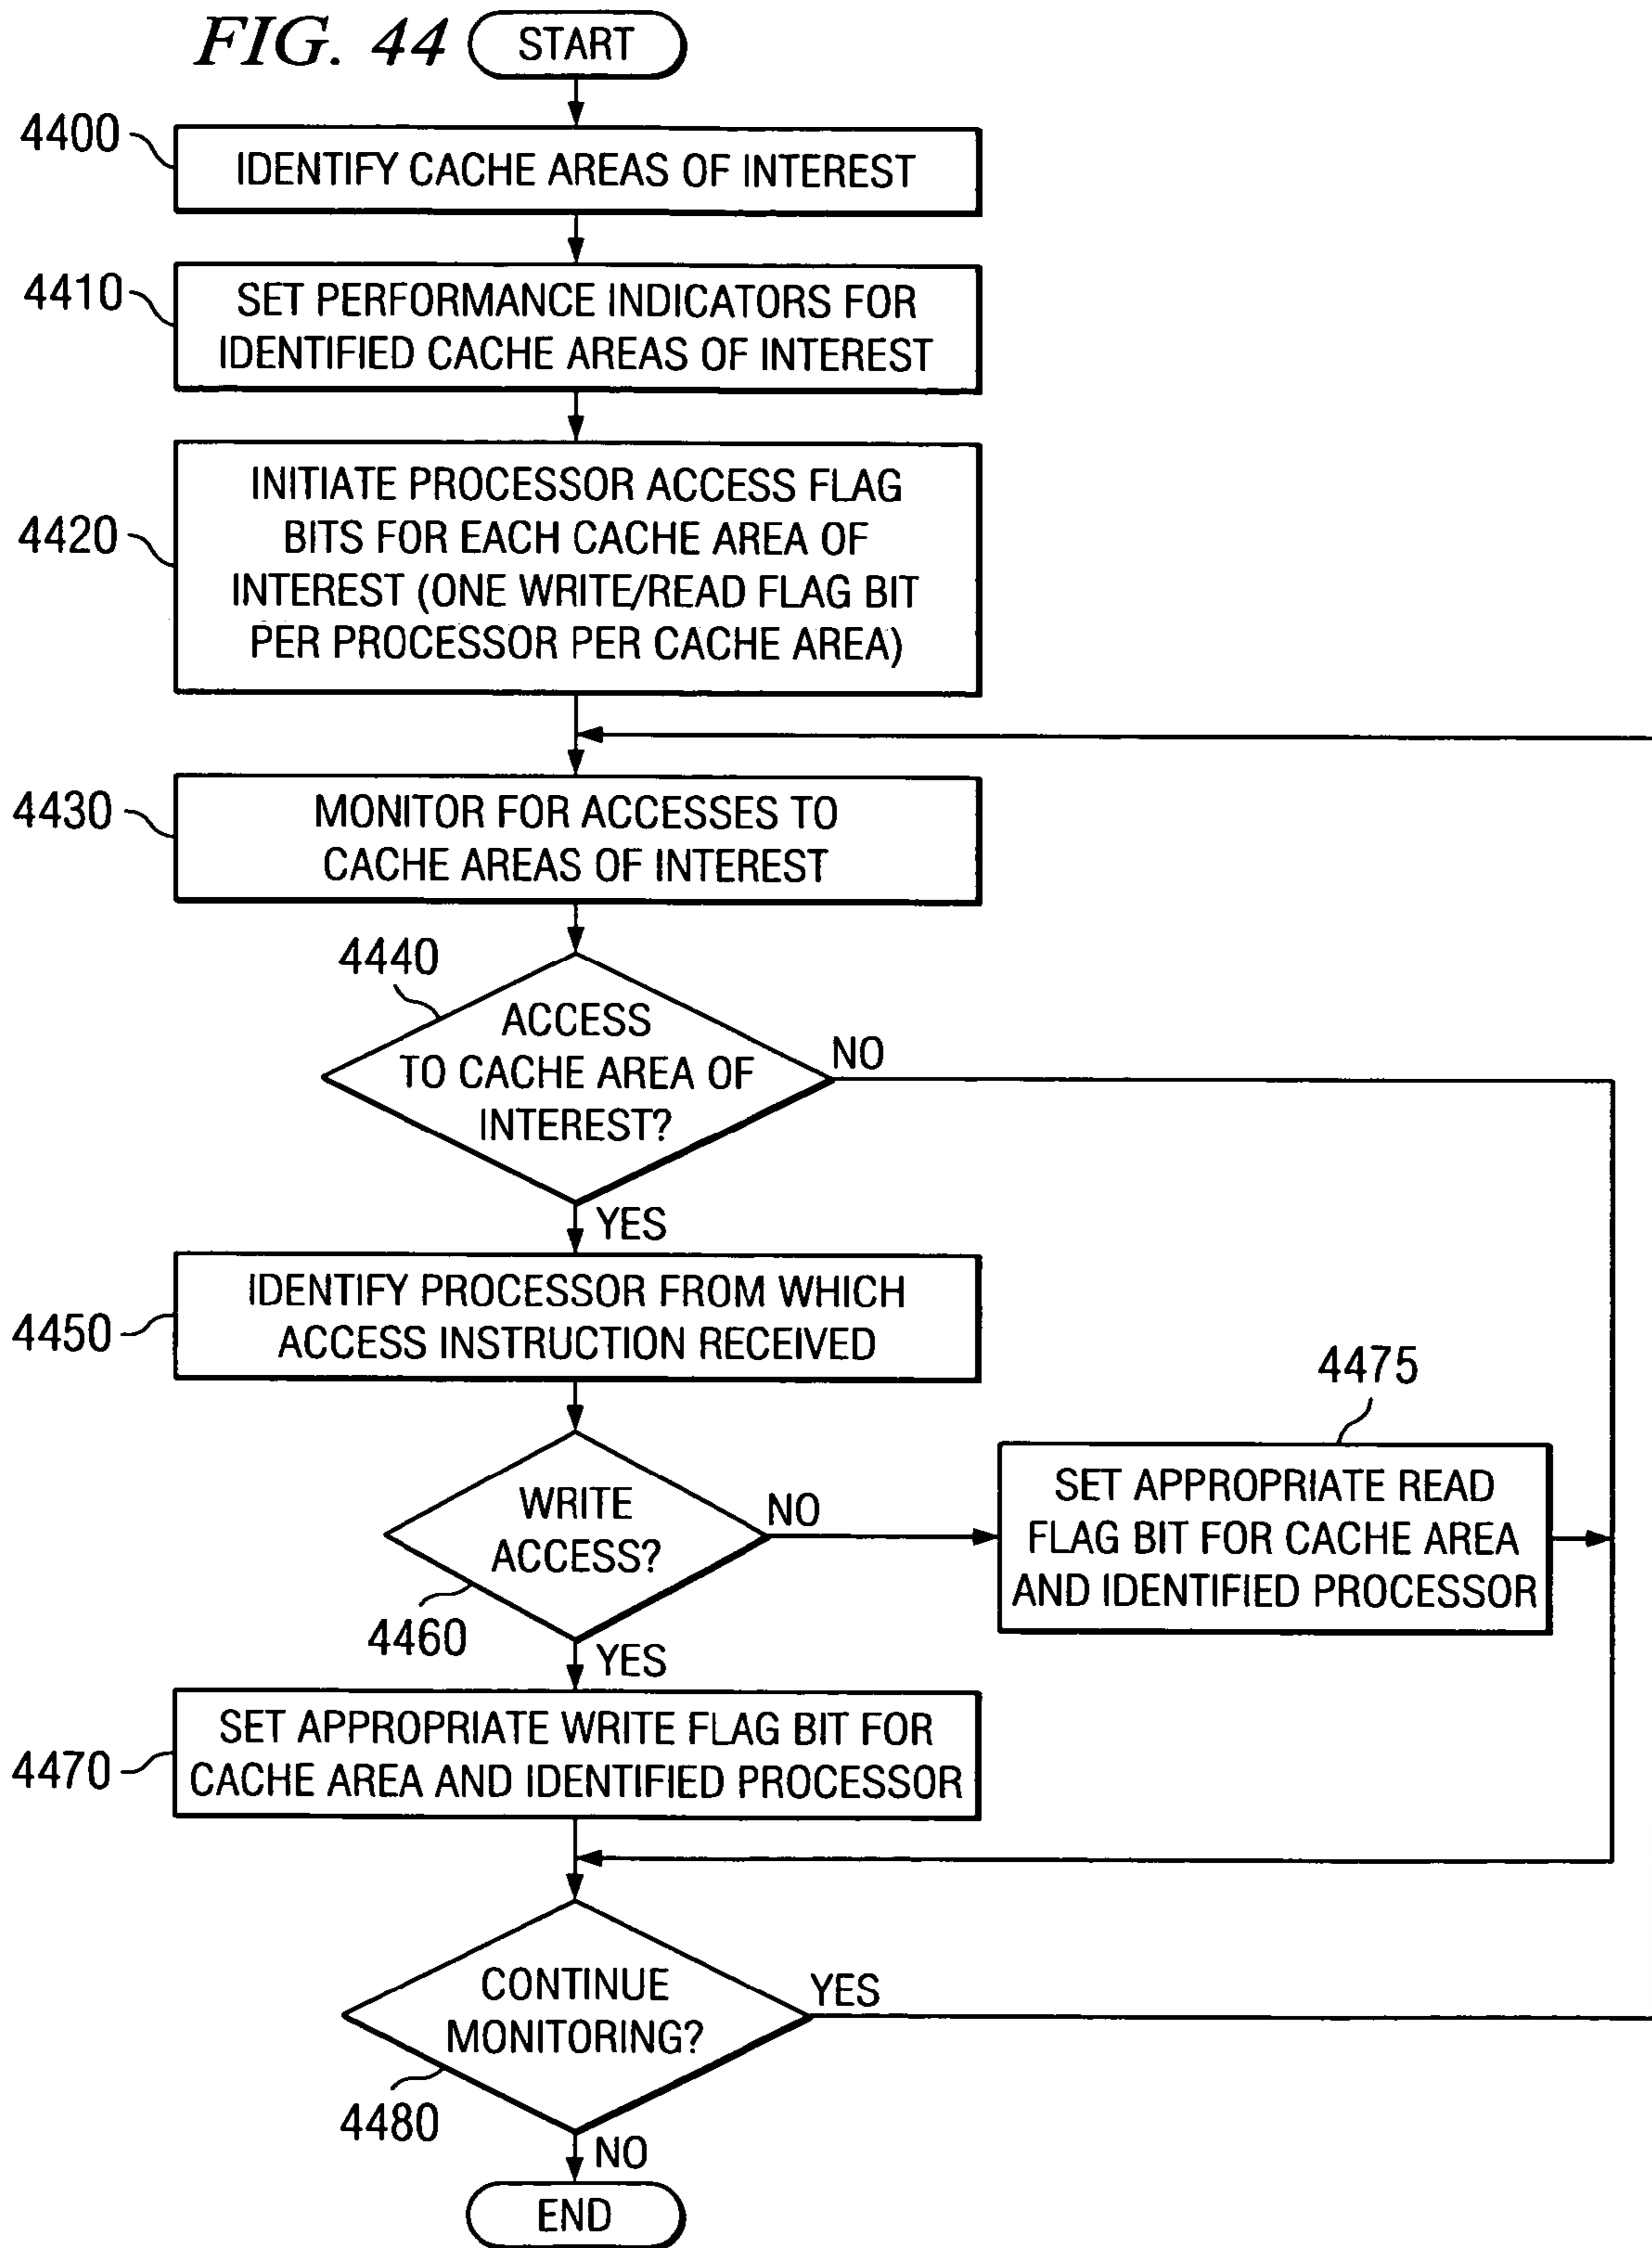 FIG. 44
START
4400
IDENTIFY CACHE AREAS OF INTEREST
4410
SET PERFORMANCE INDICATORS FOR
IDENTIFIED CACHE AREAS OF INTEREST
4420
INITIATE PROCESSOR ACCESS FLAG
BITS FOR EACH CACHE AREA OF
INTEREST (ONE WRITE/READ FLAG BIT
PER PROCESSOR PER CACHE AREA)
4430
MONITOR FOR ACCESSES TO
CACHE AREAS OF INTEREST
4440
ACCESS
TO CACHE AREA OF
INTEREST?
NO
YES
4450
IDENTIFY PROCESSOR FROM WHICH
ACCESS INSTRUCTION RECEIVED
4460
WRITE
ACCESS?
NO
4475
SET APPROPRIATE READ
FLAG BIT FOR CACHE AREA
AND IDENTIFIED PROCESSOR
YES
4470
SET APPROPRIATE WRITE FLAG BIT FOR
CACHE AREA AND IDENTIFIED PROCESSOR
CONTINUE
MONITORING?
YES
4480
NO
END